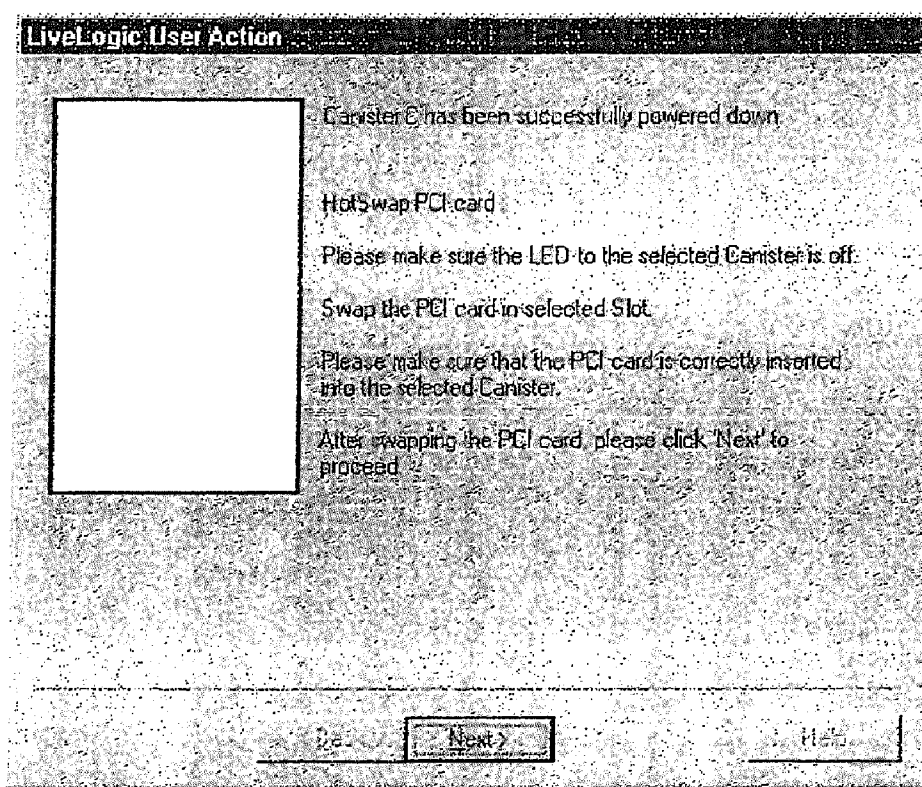 LiveLogic User Action
Canister C has been successfully powered down
HotSwap PCI card
Please make sure the LED to the selected Canister is off.
Swap the PCI card in selected Slot.
Please make sure that the PCI card is correctly inserted
into the selected Canister.
After swapping the PCI card, please click 'Next' to
proceed
Next >
Help